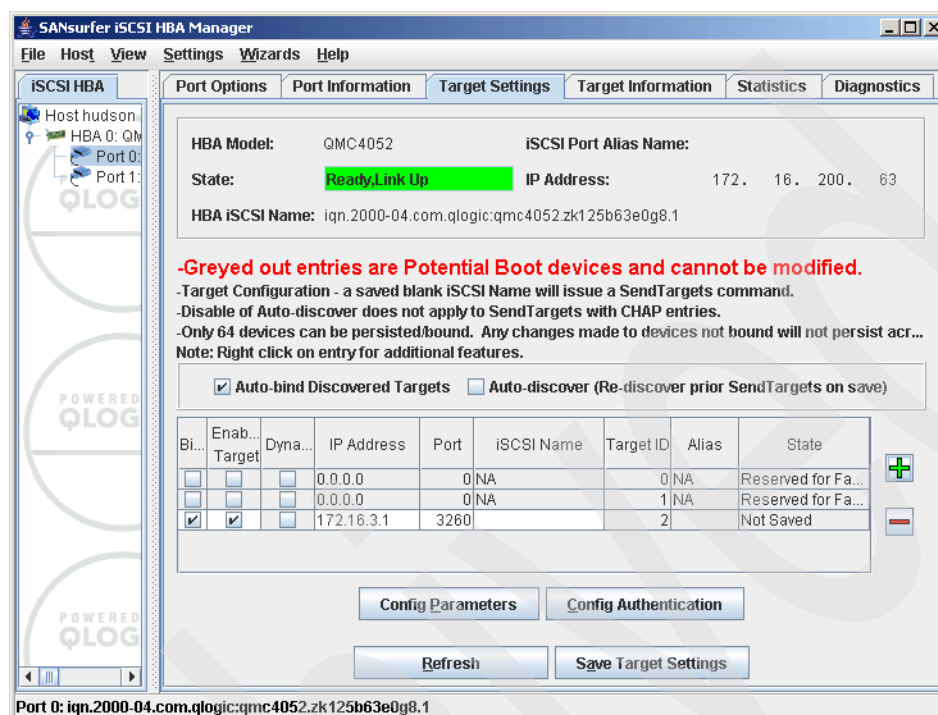 SANsurfer iSCSI HBA Manager
File Host View Settings Wizards Help
iSCSI HBA
Port Options Port Information Target Settings Target Information Statistics Diagnostics
Host hudson
HBA 0: QM
Port 0:
Port 1:
QLOG
POWERED
QLOG
POWERED
QLOG
HBA Model: QMC4052 iSCSI Port Alias Name:
State: Ready,Link Up IP Address: 172. 16. 200. 63
HBA iSCSI Name: iqn.2000-04.com.qlogic:qmc4052.zk125b63e0g8.1
-Greyed out entries are Potential Boot devices and cannot be modified.
-Target Configuration - a saved blank iSCSI Name will issue a SendTargets command.
-Disable of Auto-discover does not apply to SendTargets with CHAP entries.
-Only 64 devices can be persisted/bound. Any changes made to devices not bound will not persist acr...
Note: Right click on entry for additional features.
Auto-bind Discovered Targets Auto-discover (Re-discover prior SendTargets on save)
Bi... Enab... Target Dyna... IP Address Port iSCSI Name Target ID Alias State
0.0.0.0 0 NA 0 NA Reserved for Fa...
0.0.0.0 0 NA 1 NA Reserved for Fa...
172.16.3.1 3260 2 Not Saved
Config Parameters Config Authentication
Refresh Save Target Settings
Port 0: iqn.2000-04.com.qlogic:qmc4052.zk125b63e0g8.1